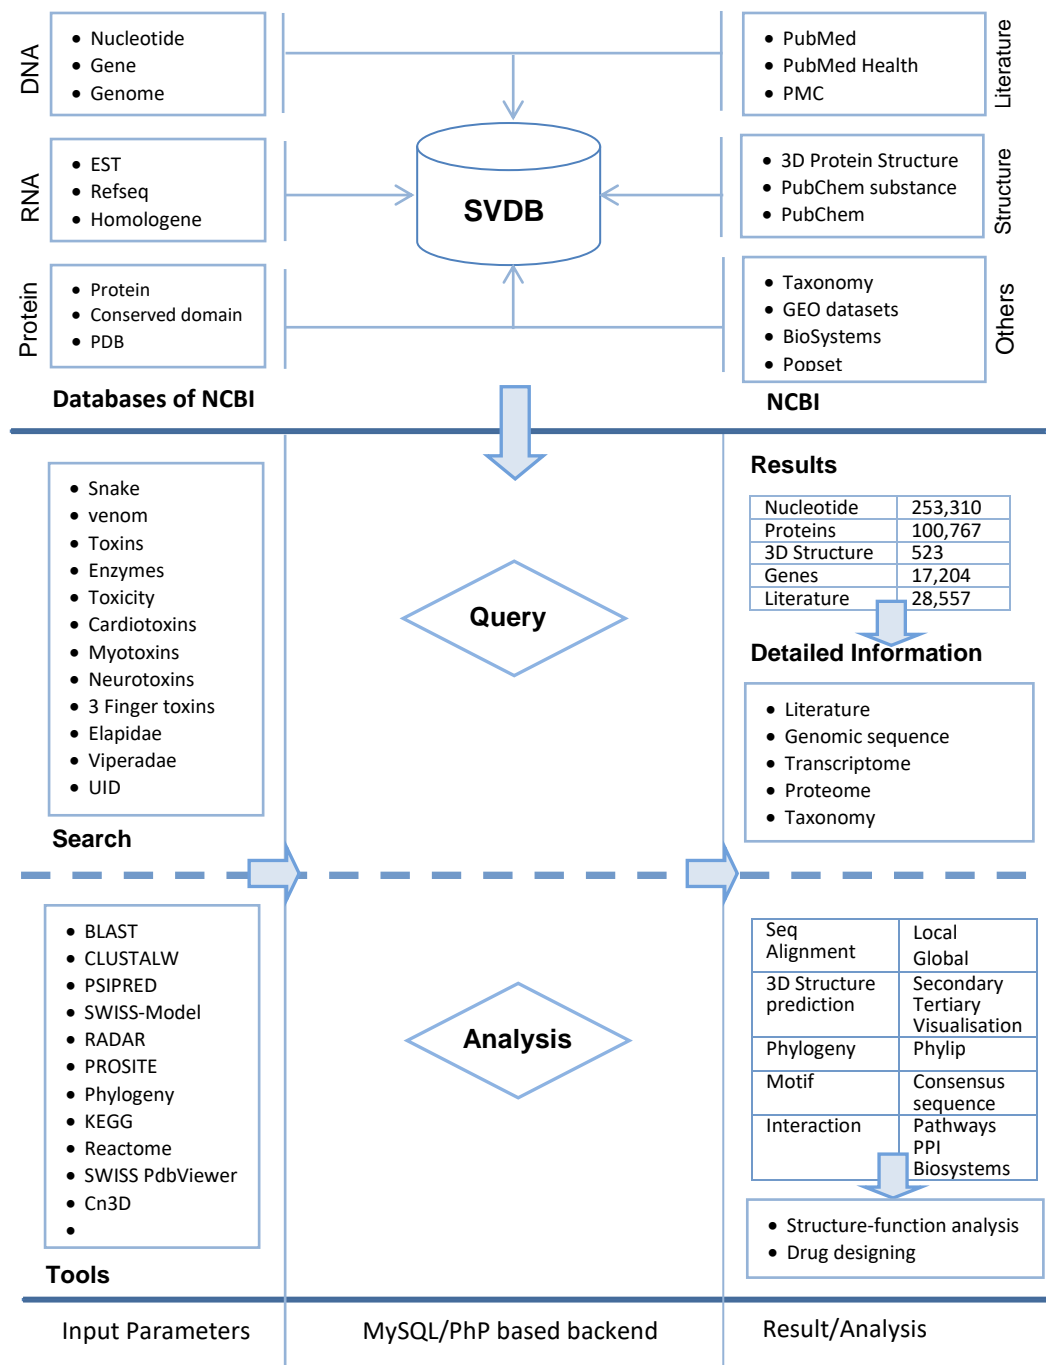 DNA
• Nucleotide
• Gene
• Genome
• PubMed
• PubMed Health
• PMC
Literature
RNA
• EST
• Refseq
• Homologene
SVDB
• 3D Protein Structure
• PubChem substance
• PubChem
Structure
Protein
• Protein
• Conserved domain
• PDB
• Taxonomy
• GEO datasets
• BioSystems
• Popset
Others
Databases of NCBI
NCBI
• Snake
• venom
• Toxins
• Enzymes
• Toxicity
• Cardiotoxins
• Myotoxins
• Neurotoxins
• 3 Finger toxins
• Elapidae
• Viperadae
• UID
Search
Query
Results
Nucleotide 253,310
Proteins 100,767
3D Structure 523
Genes 17,204
Literature 28,557
Detailed Information
• Literature
• Genomic sequence
• Transcriptome
• Proteome
• Taxonomy
• BLAST
• CLUSTALW
• PSIPRED
• SWISS-Model
• RADAR
• PROSITE
• Phylogeny
• KEGG
• Reactome
• SWISS PdbViewer
• Cn3D
•
Tools
Analysis
Seq Local
Alignment Global
3D Structure Secondary
prediction Tertiary
Visualisation
Phylogeny Phylip
Motif Consensus
sequence
Interaction Pathways
PPI
Biosystems
• Structure-function analysis
• Drug designing
Input Parameters
MySQL/PhP based backend
Result/Analysis